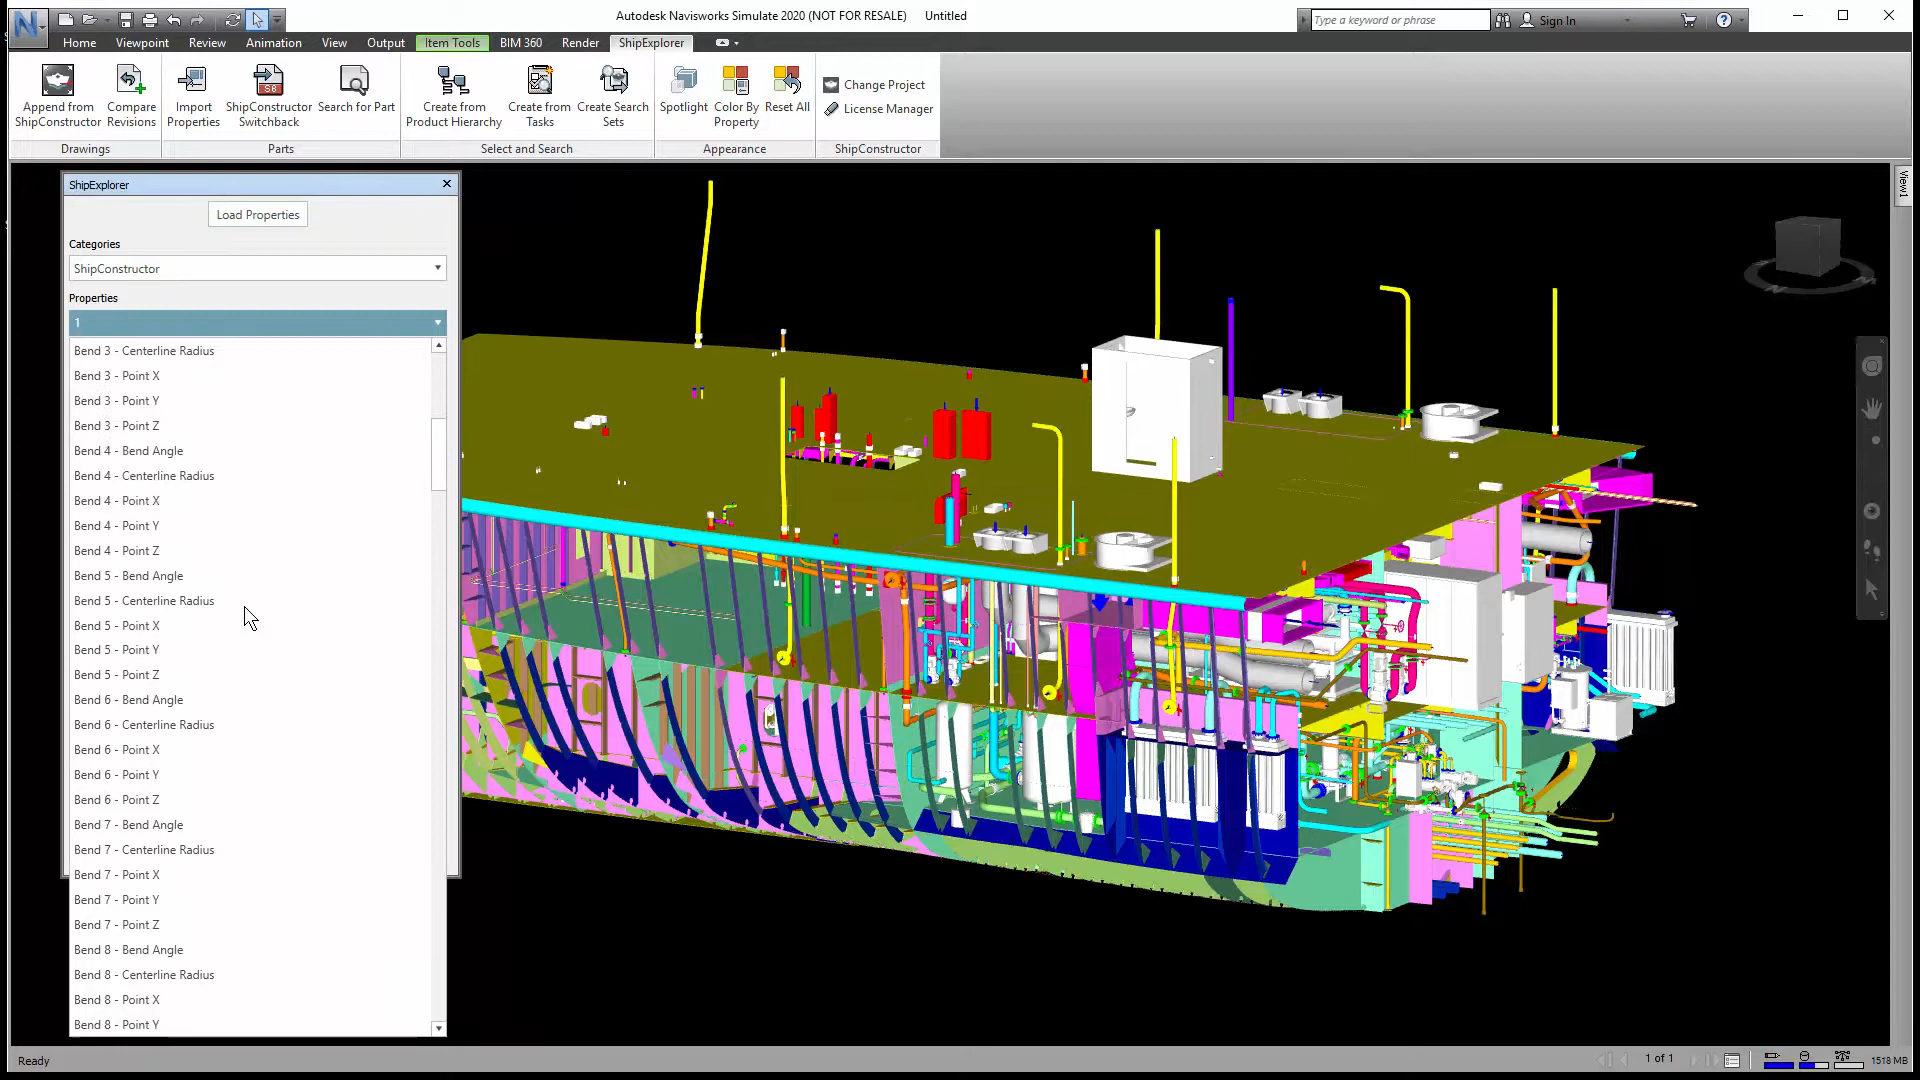 Autodesk Navisworks Simulate 2020 (NOT FOR RESALE) Untitled
Type a keyword or phrase
Sign In
Home Viewpoint Review Animation View Output Item Tools BIM 360 Render ShipExplorer
Append from ShipConstructor
Compare Revisions
Import Properties
ShipConstructor Switchback
Search for Part
Create from Product Hierarchy
Create from Tasks
Create Search Sets
Spotlight
Color By Property
Reset All
Change Project
License Manager
Drawings Parts Select and Search Appearance ShipConstructor
View1
ShipExplorer
Load Properties
Categories
ShipConstructor
Properties
1
Bend 3 - Centerline Radius
Bend 3 - Point X
Bend 3 - Point Y
Bend 3 - Point Z
Bend 4 - Bend Angle
Bend 4 - Centerline Radius
Bend 4 - Point X
Bend 4 - Point Y
Bend 4 - Point Z
Bend 5 - Bend Angle
Bend 5 - Centerline Radius
Bend 5 - Point X
Bend 5 - Point Y
Bend 5 - Point Z
Bend 6 - Bend Angle
Bend 6 - Centerline Radius
Bend 6 - Point X
Bend 6 - Point Y
Bend 6 - Point Z
Bend 7 - Bend Angle
Bend 7 - Centerline Radius
Bend 7 - Point X
Bend 7 - Point Y
Bend 7 - Point Z
Bend 8 - Bend Angle
Bend 8 - Centerline Radius
Bend 8 - Point X
Bend 8 - Point Y
Ready
1 of 1
1518 MB